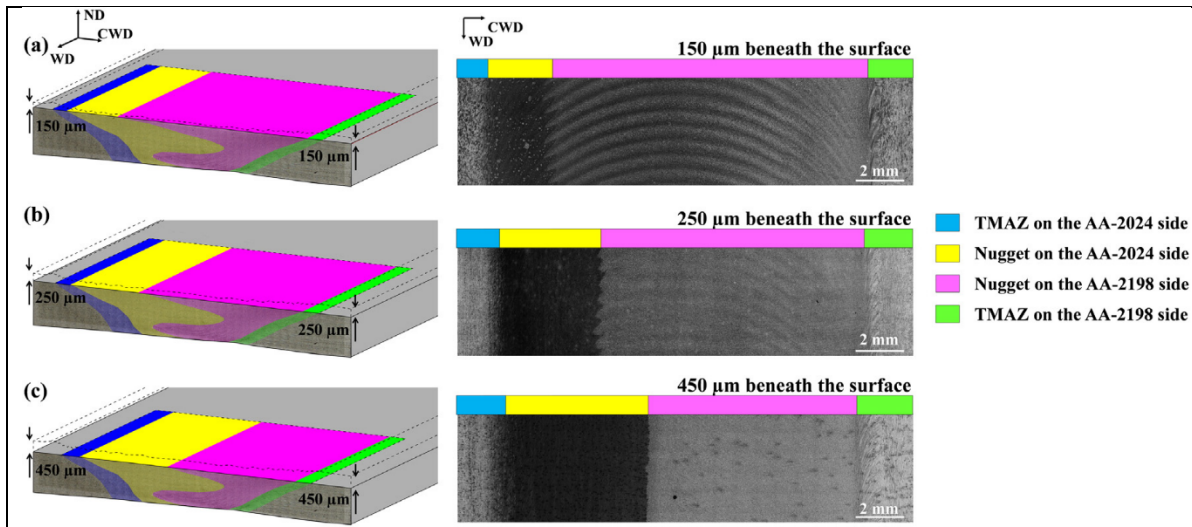 (a)
ND
CWD
WD
150 µm
150 µm
CWD
WD
150 µm beneath the surface
2 mm
(b)
250 µm
250 µm
250 µm beneath the surface
2 mm
TMAZ on the AA-2024 side
Nugget on the AA-2024 side
Nugget on the AA-2198 side
TMAZ on the AA-2198 side
(c)
450 µm
450 µm
450 µm beneath the surface
2 mm